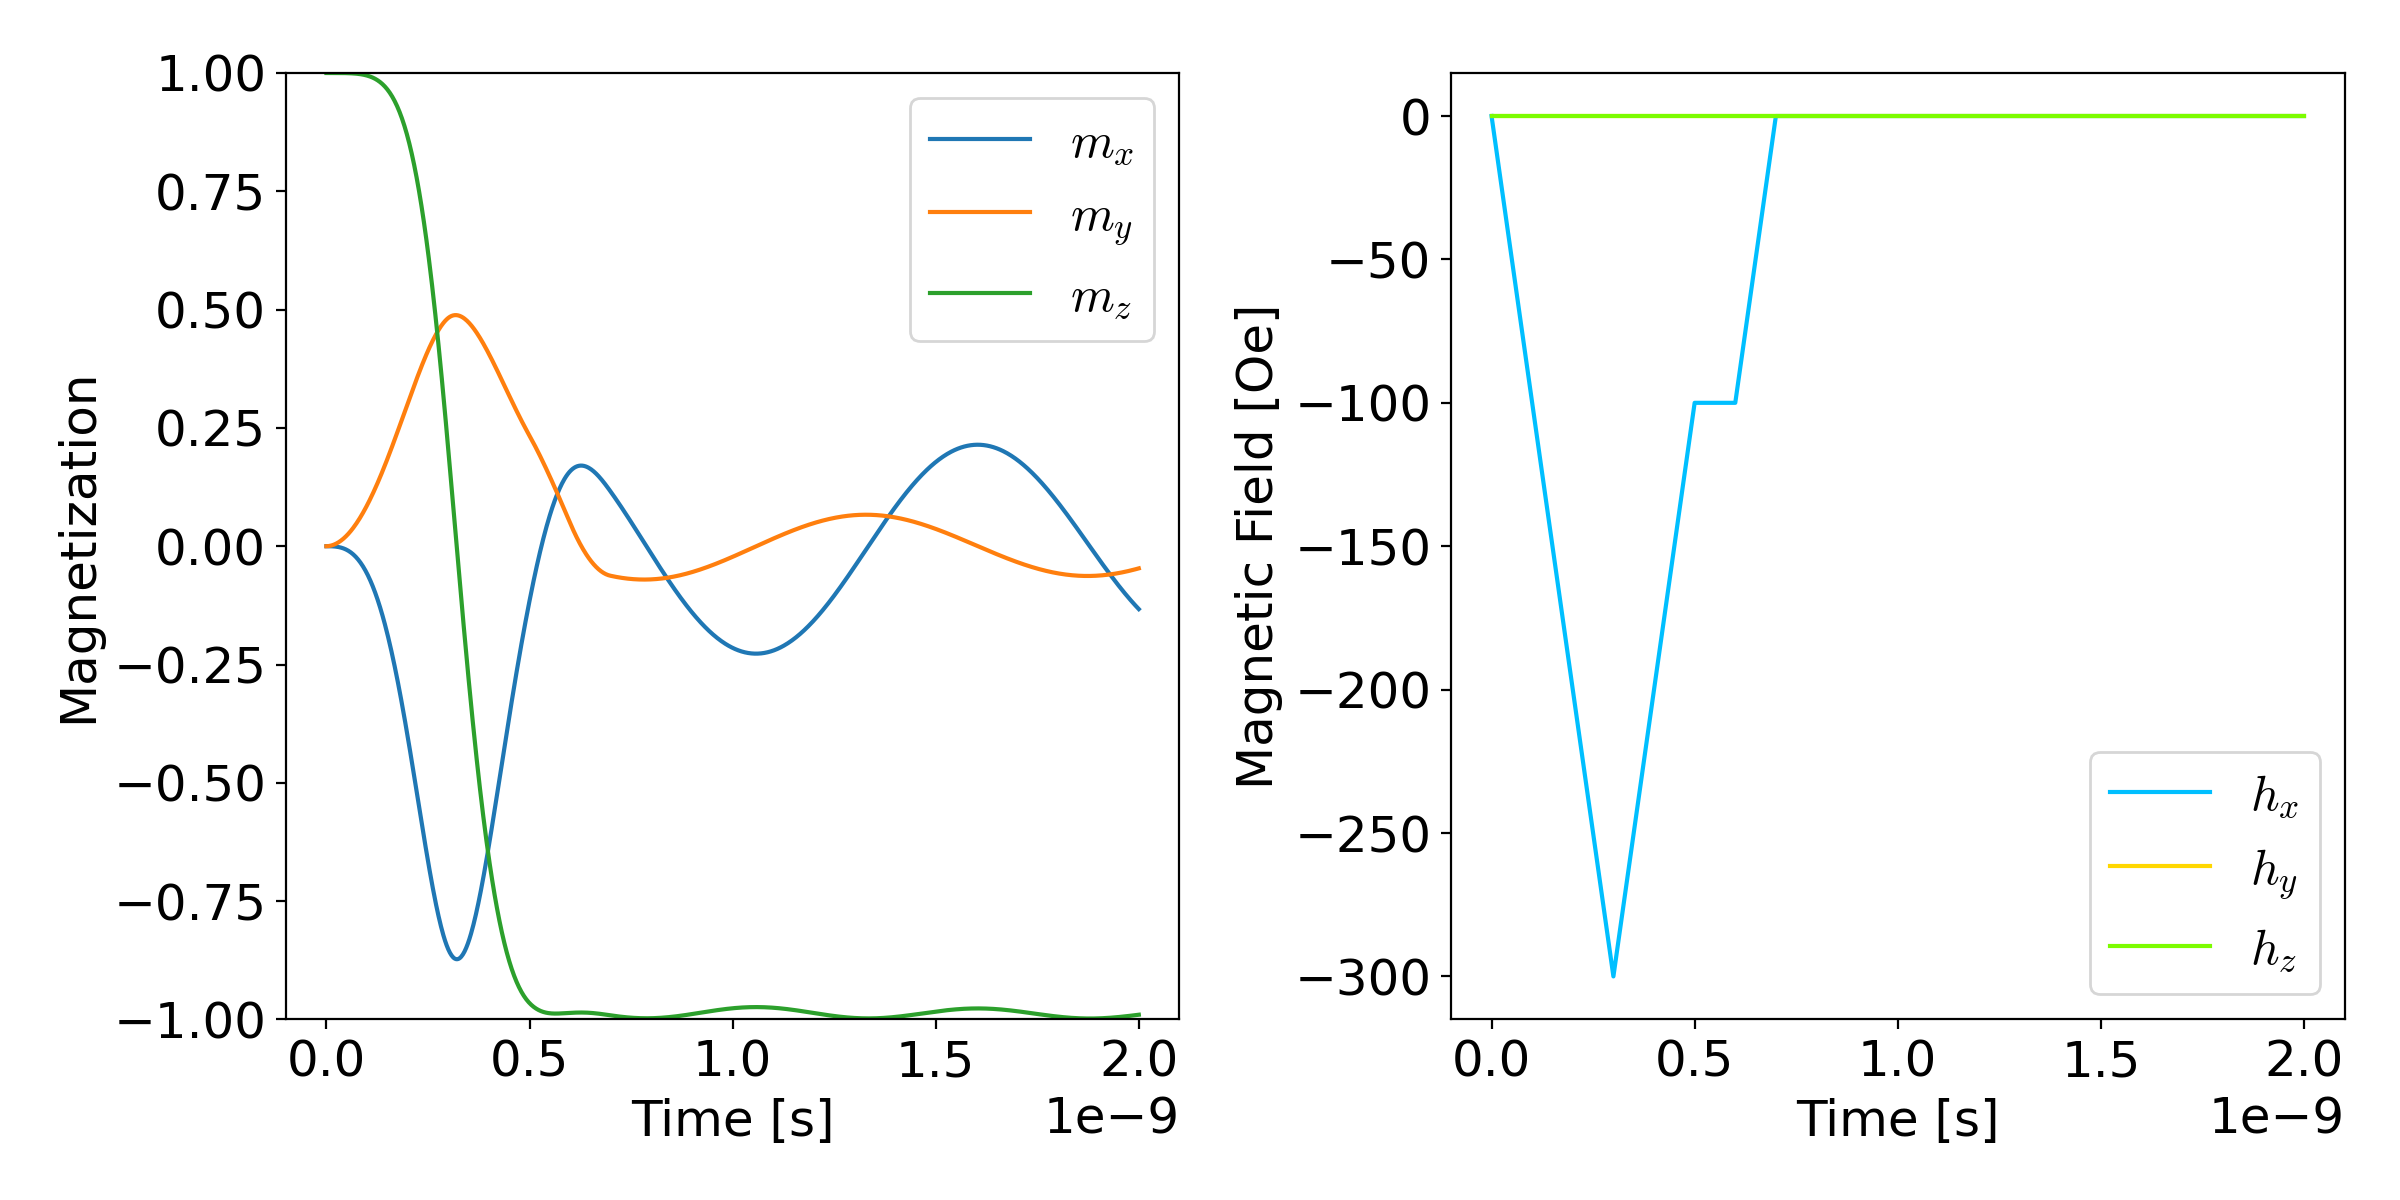 1.00
0.75
0.50
0.25
0.00
−0.25
−0.50
−0.75
−1.00
Magnetization
0.0 0.5 1.0 1.5 2.0
Time [s]
1e−9
m_x
m_y
m_z
0
−50
−100
−150
−200
−250
−300
Magnetic Field [Oe]
0.0 0.5 1.0 1.5 2.0
Time [s]
1e−9
h_x
h_y
h_z